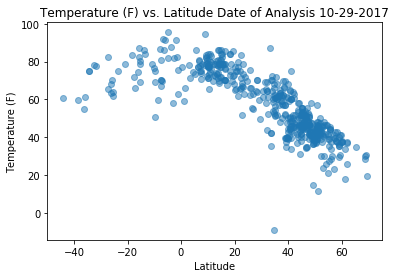 Temperature (F) vs. Latitude Date of Analysis 10-29-2017
100
80
60
40
20
0
Temperature (F)
−40 −20 0 20 40 60
Latitude